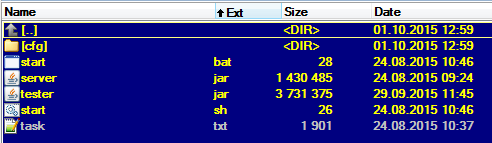 Name Ext Size Date
[..] <DIR> 01.10.2015 12:59
[cfg] <DIR> 01.10.2015 12:59
start bat 28 24.08.2015 10:46
server jar 1 430 485 24.08.2015 09:24
tester jar 3 731 375 29.09.2015 11:45
start sh 26 24.08.2015 10:46
task txt 1 901 24.08.2015 10:37